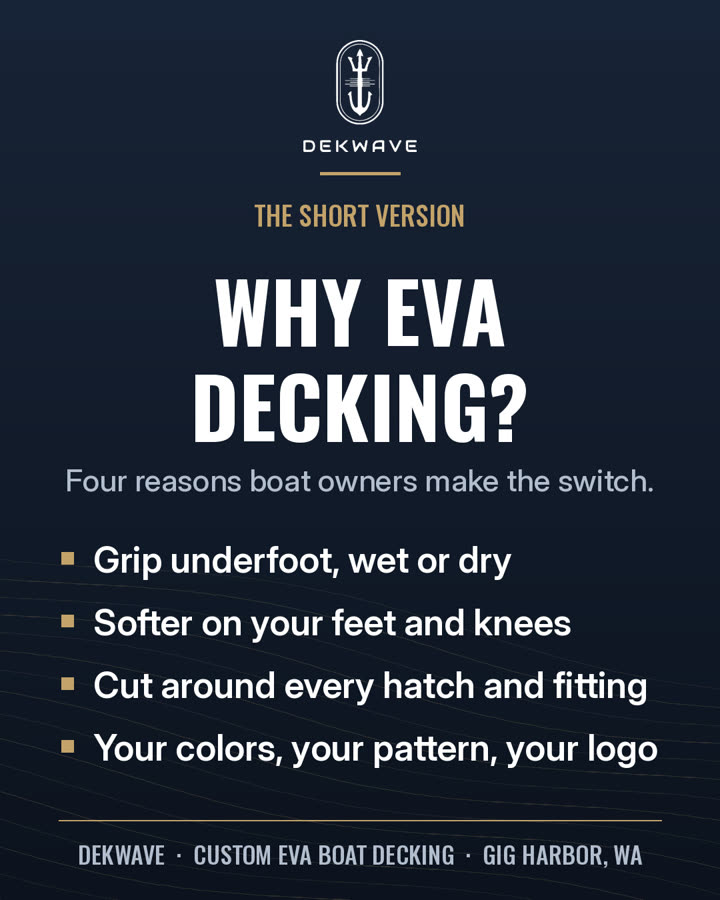 DEKWAVE
THE SHORT VERSION
WHY EVA
DECKING?
Four reasons boat owners make the switch.
Grip underfoot, wet or dry
Softer on your feet and knees
Cut around every hatch and fitting
Your colors, your pattern, your logo
DEKWAVE · CUSTOM EVA BOAT DECKING · GIG HARBOR, WA